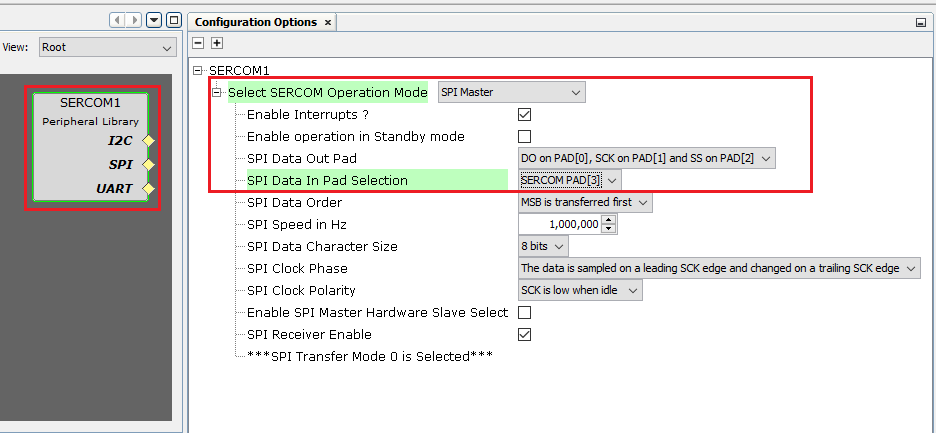 Configuration Options ×
View: Root
SERCOM1
Peripheral Library
I2C
SPI
UART
SERCOM1
Select SERCOM Operation Mode SPI Master
Enable Interrupts ?
Enable operation in Standby mode
SPI Data Out Pad DO on PAD[0], SCK on PAD[1] and SS on PAD[2]
SPI Data In Pad Selection SERCOM PAD[3]
SPI Data Order MSB is transferred first
SPI Speed in Hz 1,000,000
SPI Data Character Size 8 bits
SPI Clock Phase The data is sampled on a leading SCK edge and changed on a trailing SCK edge
SPI Clock Polarity SCK is low when idle
Enable SPI Master Hardware Slave Select
SPI Receiver Enable
***SPI Transfer Mode 0 is Selected***